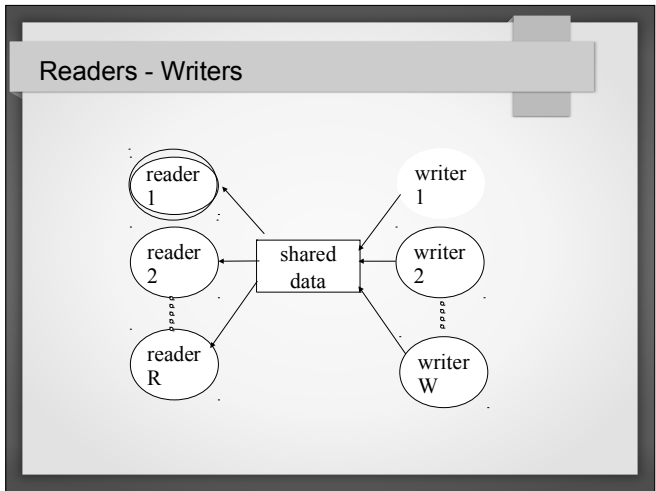 Readers - Writers
reader
1
writer
1
reader
2
shared
data
writer
2
reader
R
writer
W